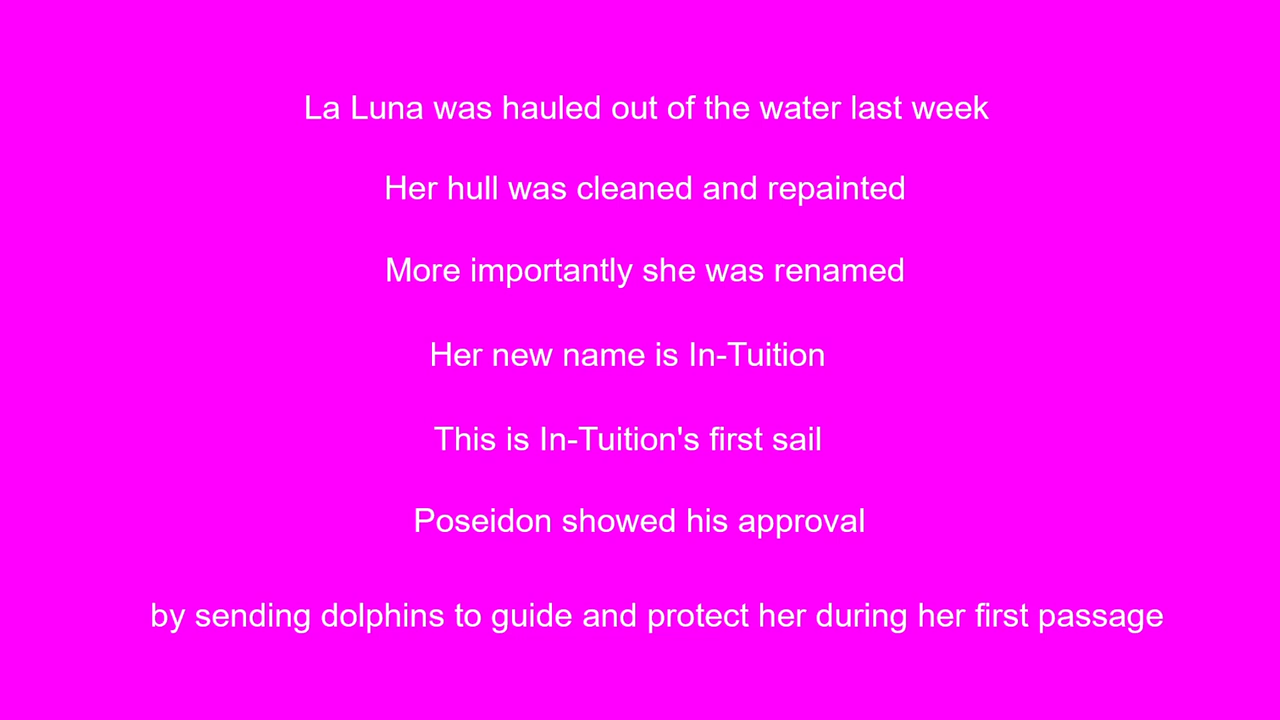 La Luna was hauled out of the water last week
Her hull was cleaned and repainted
More importantly she was renamed
Her new name is In-Tuition
This is In-Tuition's first sail
Poseidon showed his approval
by sending dolphins to guide and protect her during her first passage